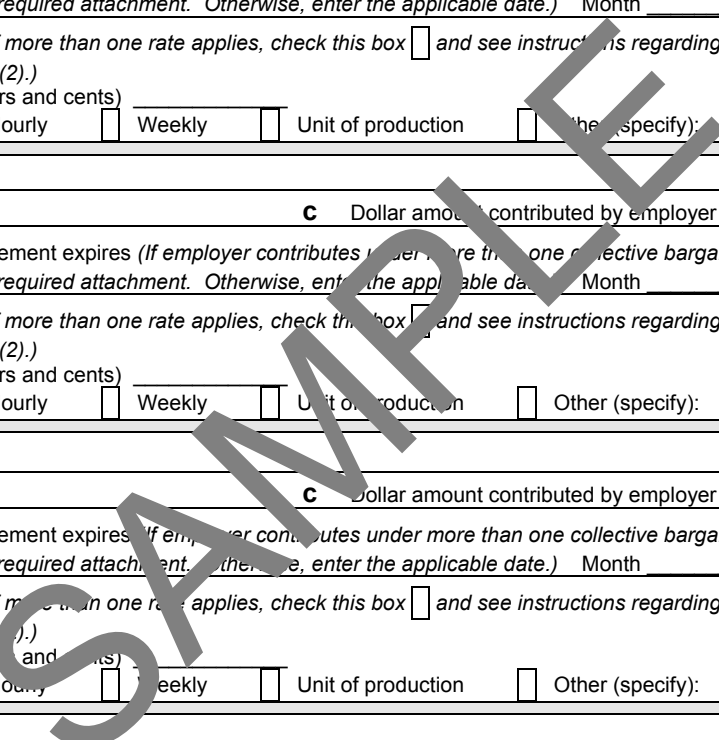 required attachment. Otherwise, enter the applicable date.) Month
more than one rate applies, check this box and see instructions regarding
(2).)
rs and cents)
ourly Weekly Unit of production Other (specify):
C Dollar amount contributed by employer
ement expires (If employer contributes under more than one collective barga
required attachment. Otherwise, enter the applicable date.) Month
more than one rate applies, check this box and see instructions regarding
(2).)
rs and cents)
ourly Weekly Unit of production Other (specify):
C Dollar amount contributed by employer
ement expires (If employer contributes under more than one collective barga
required attachment. Otherwise, enter the applicable date.) Month
more than one rate applies, check this box and see instructions regarding
).)
and cents)
ourly Weekly Unit of production Other (specify):
SAMPLE